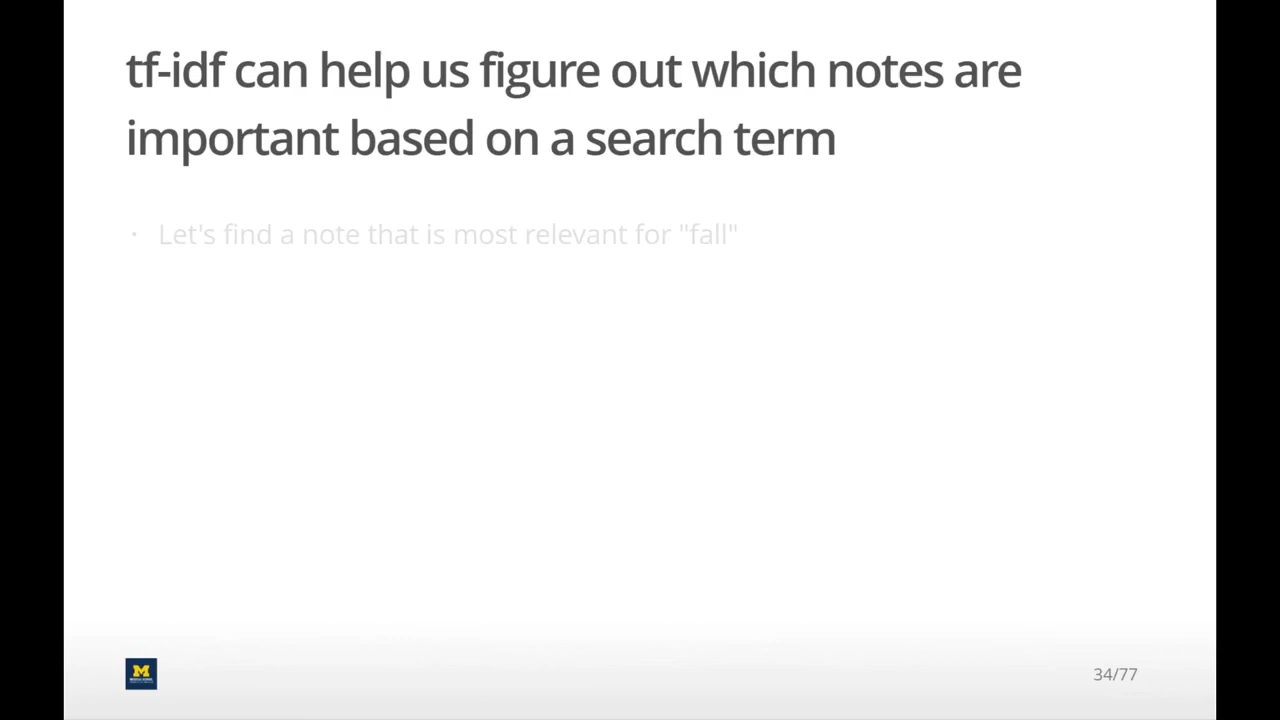 tf-idf can help us figure out which notes are
important based on a search term
• Let's find a note that is most relevant for "fall"
M
34/77